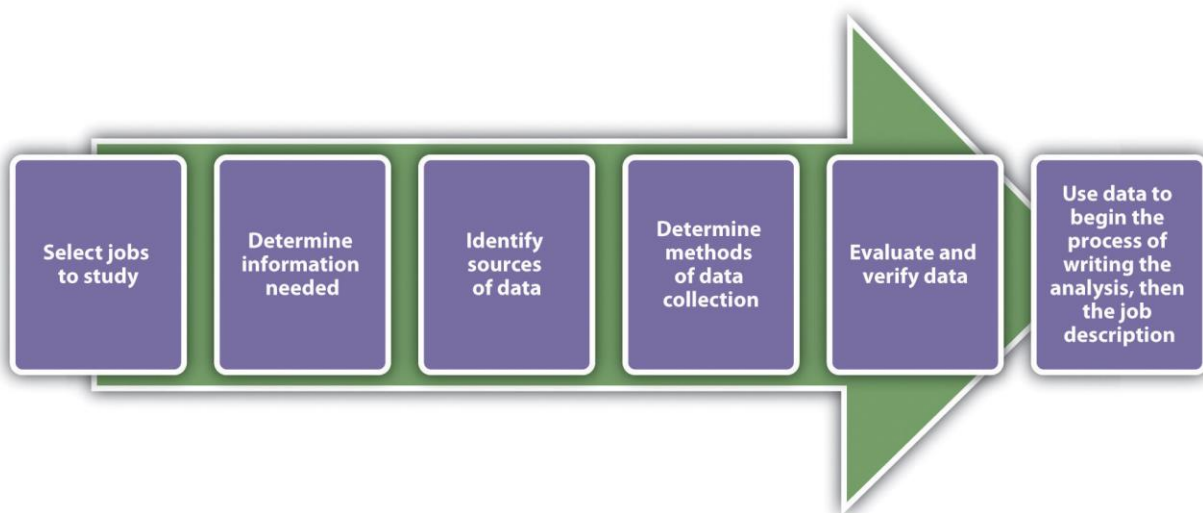 Select jobs
to study
Determine
information
needed
Identify
sources
of data
Determine
methods
of data
collection
Evaluate and
verify data
Use data to
begin the
process of
writing the
analysis, then
the job
description